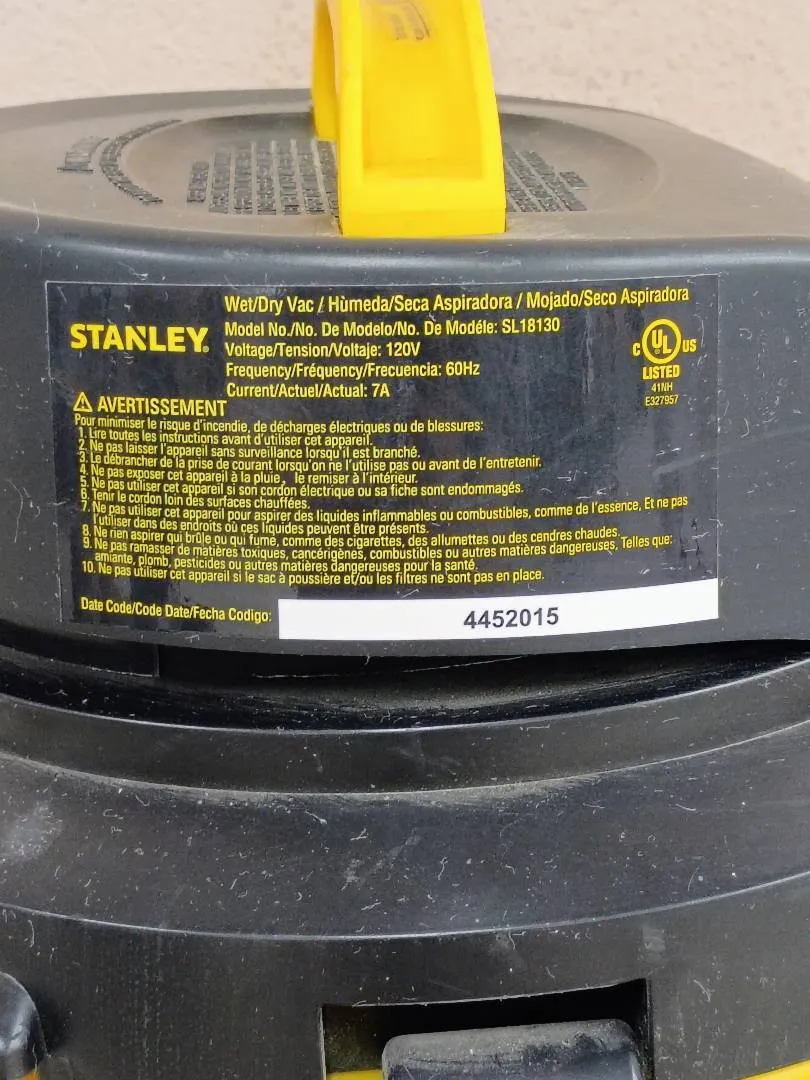 Wet/Dry Vac / Hùmeda/Seca Aspiradora / Mojado/Seco Aspiradora
STANLEY.
Model No./No. De Modelo/No. De Modéle: SL18130
Voltage/Tension/Voltaje: 120V
Frequency/Fréquency/Frecuencia: 60Hz
Current/Actuel/Actual: 7A
C UL US
LISTED
41NH
E327957
AVERTISSEMENT
Pour minimiser le risque d'incendie, de décharges électriques ou de blessures:
1. Lire toutes les instructions avant d'utiliser cet appareil.
2. Ne pas laisser l'appareil sans surveillance lorsqu'il est branché.
3. Le débrancher de la prise de courant lorsqu'on ne l'utilise pas ou avant de l'entretenir.
4. Ne pas exposer cet appareil à la pluie, le remiser à l'intérieur.
5. Ne pas utiliser cet appareil si son cordon électrique ou sa fiche sont endommagés.
6. Tenir le cordon loin des surfaces chauffées.
7. Ne pas utiliser cet appareil pour aspirer des liquides inflammables ou combustibles, comme de l'essence, Et ne pas
l'utiliser dans des endroits où ces liquides peuvent être présents.
8. Ne rien aspirer qui brûle ou qui fume, comme des cigarettes, des allumettes ou des cendres chaudes.
9. Ne pas ramasser de matières toxiques, cancérigènes, combustibles ou autres matières dangereuses, Telles que:
amiante, plomb, pesticides ou autres matières dangereuses pour la santé.
10. Ne pas utiliser cet appareil si le sac à poussière et/ou les filtres ne sont pas en place.
Date Code/Code Date/Fecha Codigo:
4452015